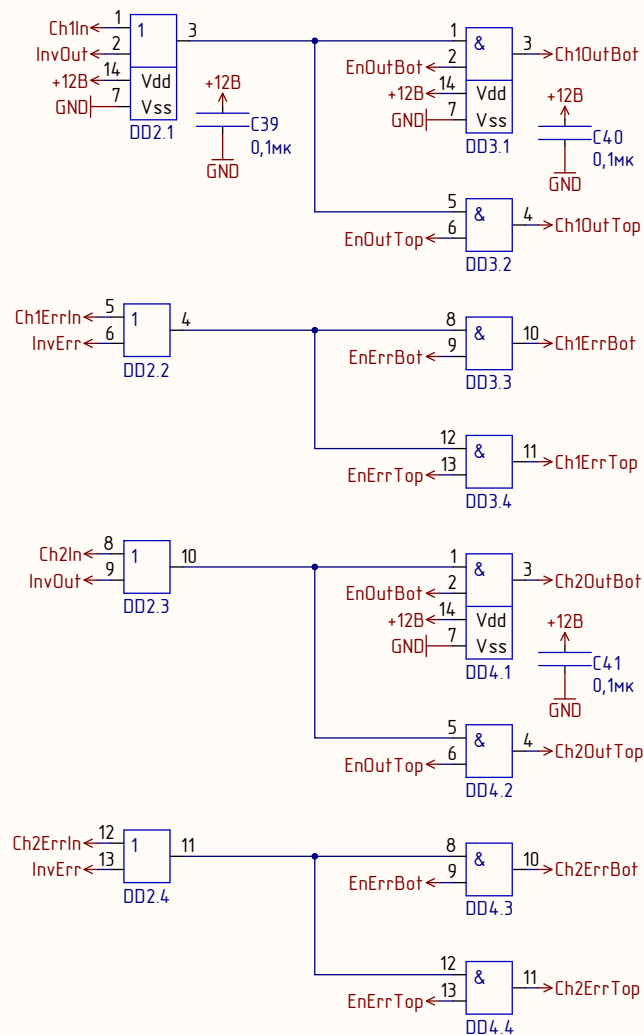 Ch1In 1 1 3
InvOut 2
+12В 14 Vdd
GND 7 Vss
DD2.1
+12В
C39
0,1мк
GND
1 & 3 Ch1OutBot
EnOutBot 2
+12В 14 Vdd
GND 7 Vss
DD3.1
+12В
C40
0,1мк
GND
5 & 4 Ch1OutTop
EnOutTop 6
DD3.2
Ch1ErrIn 5 1 4
InvErr 6
DD2.2
8 & 10 Ch1ErrBot
EnErrBot 9
DD3.3
12 & 11 Ch1ErrTop
EnErrTop 13
DD3.4
Ch2In 8 1 10
InvOut 9
DD2.3
1 & 3 Ch2OutBot
EnOutBot 2
+12В 14 Vdd
GND 7 Vss
DD4.1
+12В
C41
0,1мк
GND
5 & 4 Ch2OutTop
EnOutTop 6
DD4.2
Ch2ErrIn 12 1 11
InvErr 13
DD2.4
8 & 10 Ch2ErrBot
EnErrBot 9
DD4.3
12 & 11 Ch2ErrTop
EnErrTop 13
DD4.4